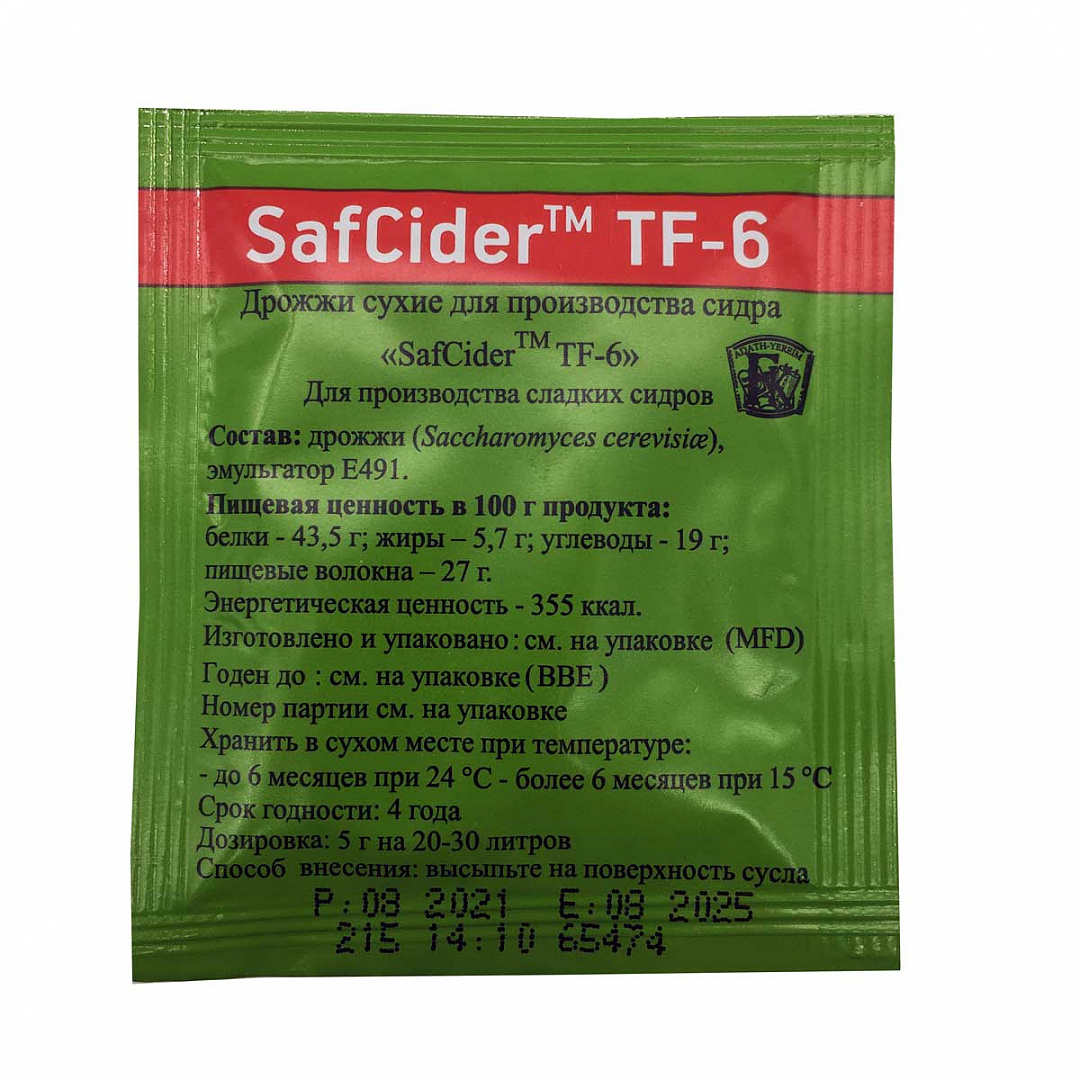 SafCider™ TF-6
Дрожжи сухие для производства сидра
«SafCider™ TF-6»
ADATH-YEREIM
Для производства сладких сидров
Состав: дрожжи (Saccharomyces cerevisiæ),
эмульгатор Е491.
Пищевая ценность в 100 г продукта:
белки - 43,5 г; жиры – 5,7 г; углеводы - 19 г;
пищевые волокна – 27 г.
Энергетическая ценность - 355 ккал.
Изготовлено и упаковано : см. на упаковке (MFD)
Годен до : см. на упаковке ( BBE )
Номер партии см. на упаковке
Хранить в сухом месте при температуре:
- до 6 месяцев при 24 °С - более 6 месяцев при 15 °С
Срок годности: 4 года
Дозировка: 5 г на 20-30 литров
Способ внесения: высыпьте на поверхность сусла
P:08 2021 E:08 2025
215 14:10 65474